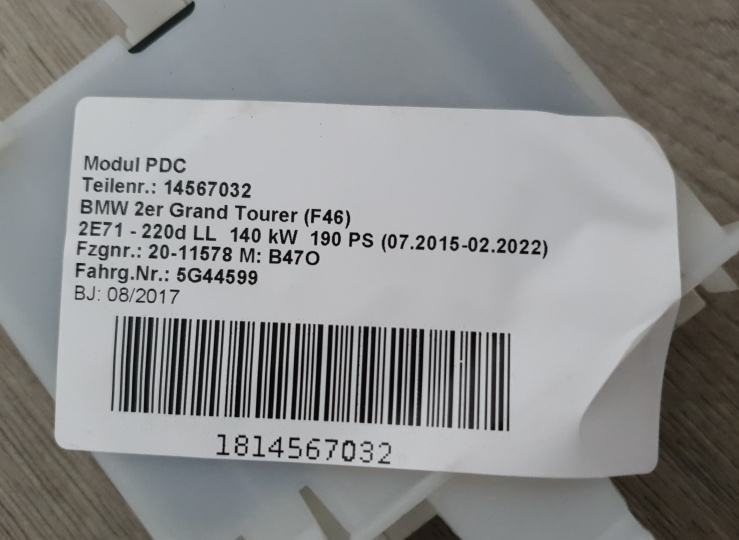 Modul PDC
Teilenr.: 14567032
BMW 2er Grand Tourer (F46)
2E71 - 220d LL 140 kW 190 PS (07.2015-02.2022)
Fzgnr.: 20-11578 M: B47O
Fahrg.Nr.: 5G44599
BJ: 08/2017
1814567032